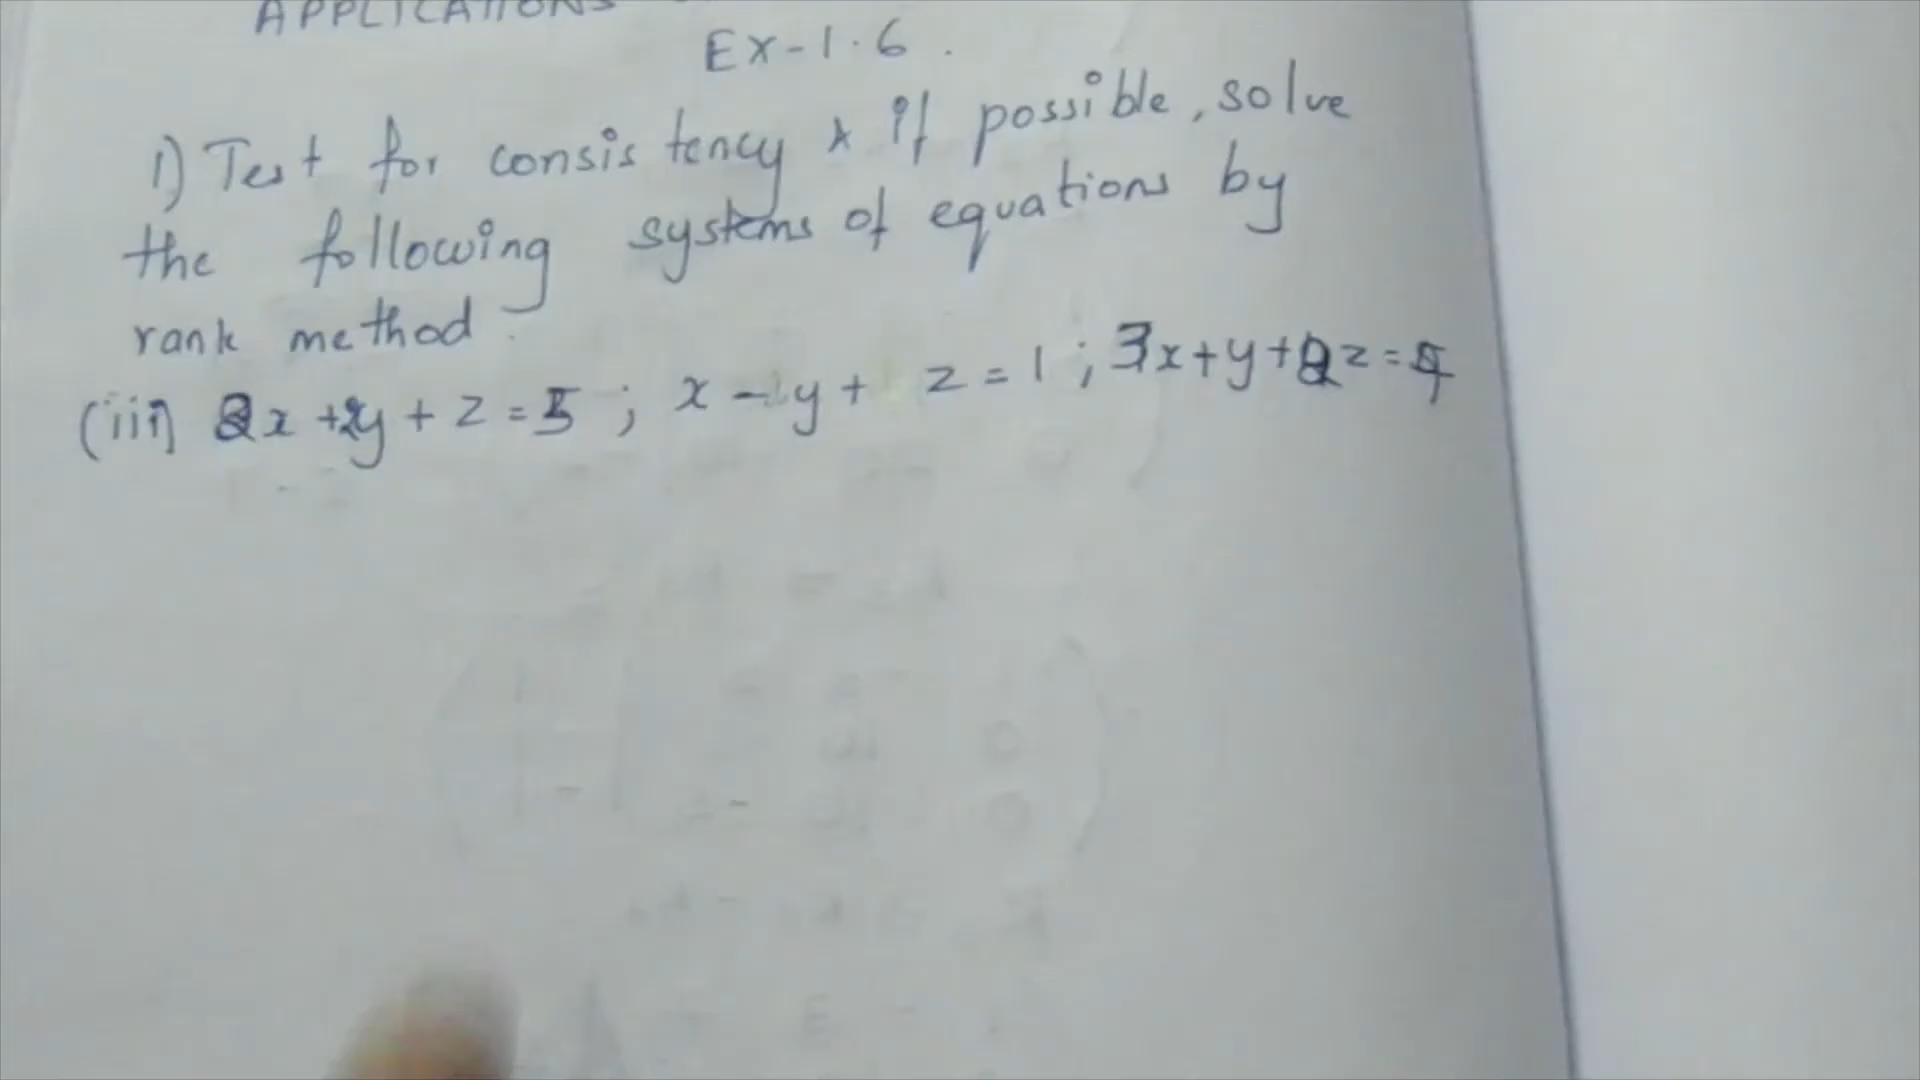 APPLICATIONS
Ex-1.6.
1) Test for consistency & if possible, solve
the following systems of equations by
rank method.
(iii) 2x+2y+z=5; x-y+z=1; 3x+y+2z=4